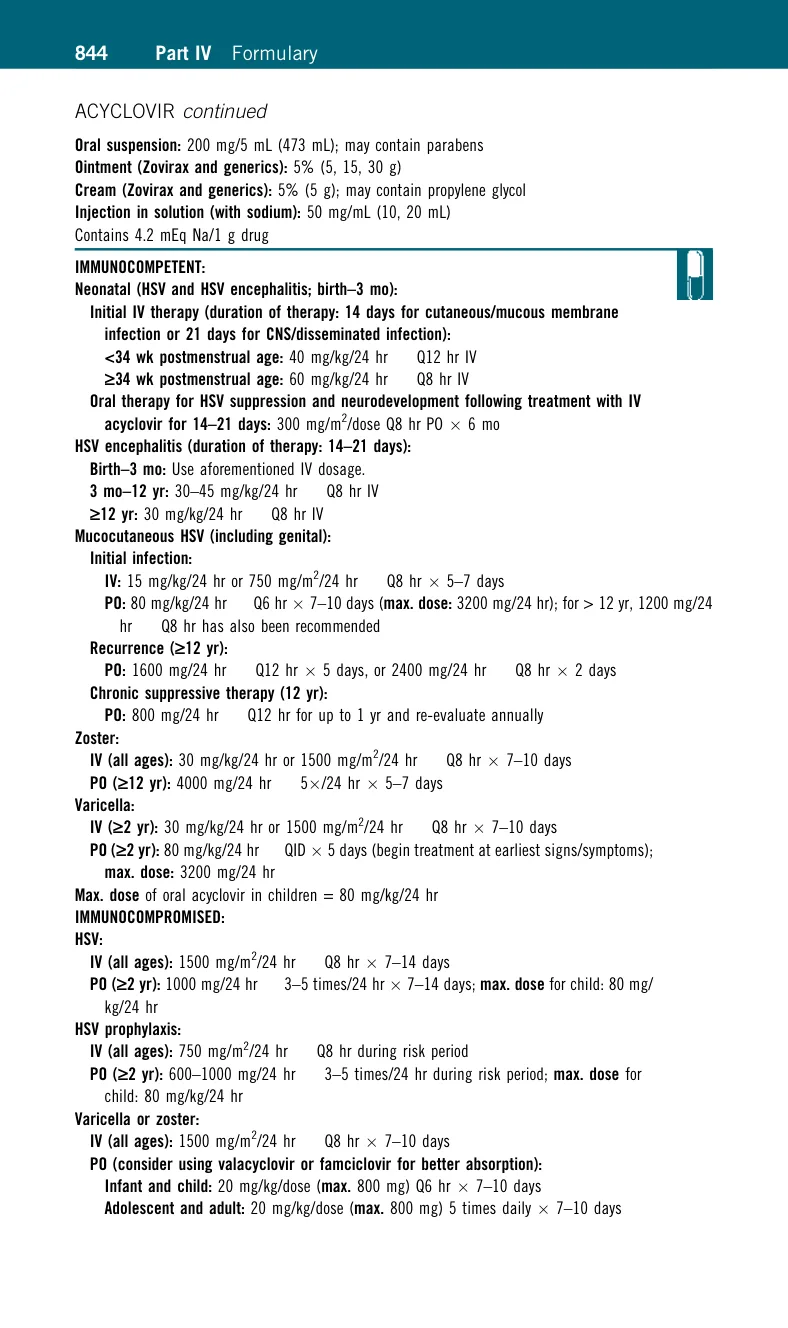 844 Part IV Formulary
ACYCLOVIR continued
Oral suspension: 200 mg/5 mL (473 mL); may contain parabens
Ointment (Zovirax and generics): 5% (5, 15, 30 g)
Cream (Zovirax and generics): 5% (5 g); may contain propylene glycol
Injection in solution (with sodium): 50 mg/mL (10, 20 mL)
Contains 4.2 mEq Na/1 g drug
IMMUNOCOMPETENT:
Neonatal (HSV and HSV encephalitis; birth–3 mo):
Initial IV therapy (duration of therapy: 14 days for cutaneous/mucous membrane
infection or 21 days for CNS/disseminated infection):
<34 wk postmenstrual age: 40 mg/kg/24 hr Q12 hr IV
≥34 wk postmenstrual age: 60 mg/kg/24 hr Q8 hr IV
Oral therapy for HSV suppression and neurodevelopment following treatment with IV
acyclovir for 14–21 days: 300 mg/m²/dose Q8 hr PO × 6 mo
HSV encephalitis (duration of therapy: 14–21 days):
Birth–3 mo: Use aforementioned IV dosage.
3 mo–12 yr: 30–45 mg/kg/24 hr Q8 hr IV
≥12 yr: 30 mg/kg/24 hr Q8 hr IV
Mucocutaneous HSV (including genital):
Initial infection:
IV: 15 mg/kg/24 hr or 750 mg/m²/24 hr Q8 hr × 5–7 days
PO: 80 mg/kg/24 hr Q6 hr × 7–10 days (max. dose: 3200 mg/24 hr); for > 12 yr, 1200 mg/24
hr Q8 hr has also been recommended
Recurrence (≥12 yr):
PO: 1600 mg/24 hr Q12 hr × 5 days, or 2400 mg/24 hr Q8 hr × 2 days
Chronic suppressive therapy (12 yr):
PO: 800 mg/24 hr Q12 hr for up to 1 yr and re-evaluate annually
Zoster:
IV (all ages): 30 mg/kg/24 hr or 1500 mg/m²/24 hr Q8 hr × 7–10 days
PO (≥12 yr): 4000 mg/24 hr 5×/24 hr × 5–7 days
Varicella:
IV (≥2 yr): 30 mg/kg/24 hr or 1500 mg/m²/24 hr Q8 hr × 7–10 days
PO (≥2 yr): 80 mg/kg/24 hr QID × 5 days (begin treatment at earliest signs/symptoms);
max. dose: 3200 mg/24 hr
Max. dose of oral acyclovir in children = 80 mg/kg/24 hr
IMMUNOCOMPROMISED:
HSV:
IV (all ages): 1500 mg/m²/24 hr Q8 hr × 7–14 days
PO (≥2 yr): 1000 mg/24 hr 3–5 times/24 hr × 7–14 days; max. dose for child: 80 mg/
kg/24 hr
HSV prophylaxis:
IV (all ages): 750 mg/m²/24 hr Q8 hr during risk period
PO (≥2 yr): 600–1000 mg/24 hr 3–5 times/24 hr during risk period; max. dose for
child: 80 mg/kg/24 hr
Varicella or zoster:
IV (all ages): 1500 mg/m²/24 hr Q8 hr × 7–10 days
PO (consider using valacyclovir or famciclovir for better absorption):
Infant and child: 20 mg/kg/dose (max. 800 mg) Q6 hr × 7–10 days
Adolescent and adult: 20 mg/kg/dose (max. 800 mg) 5 times daily × 7–10 days